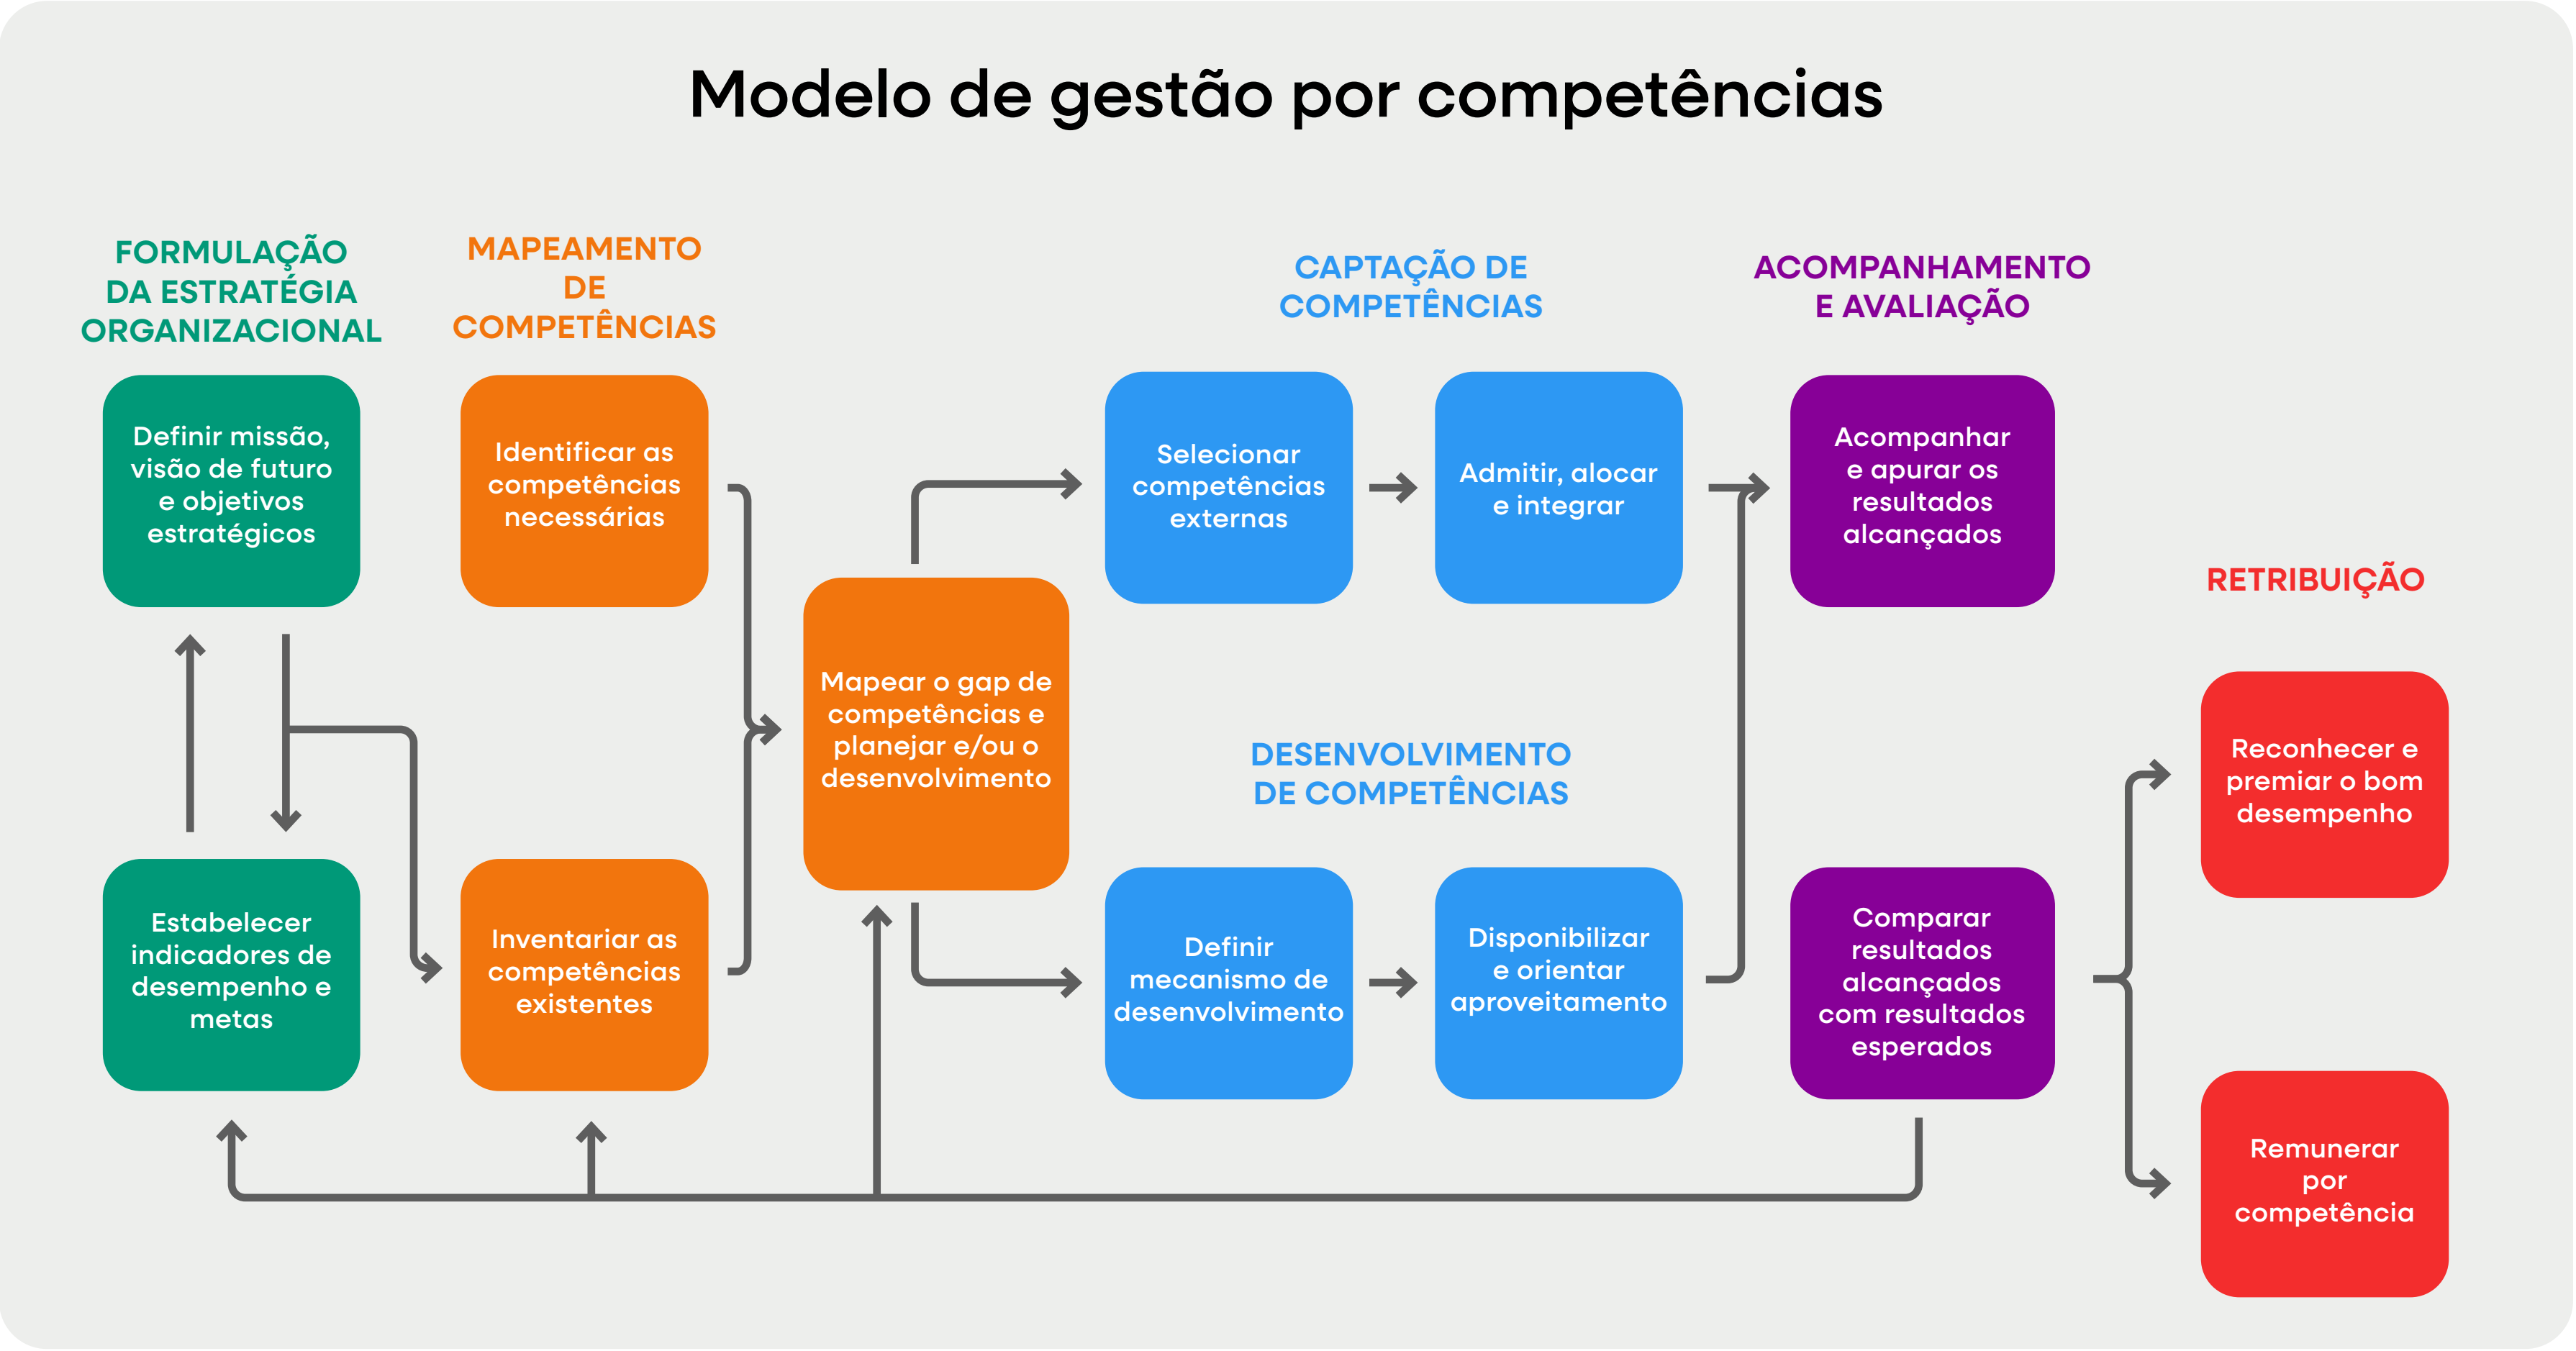 Modelo de gestão por competências
FORMULAÇÃO
DA ESTRATÉGIA
ORGANIZACIONAL
Definir missão,
visão de futuro
e objetivos
estratégicos
Estabelecer
indicadores de
desempenho e
metas
MAPEAMENTO
DE
COMPETÊNCIAS
Identificar as
competências
necessárias
Inventariar as
competências
existentes
Mapear o gap de
competências e
planejar e/ou o
desenvolvimento
CAPTAÇÃO DE
COMPETÊNCIAS
Selecionar
competências
externas
Admitir, alocar
e integrar
DESENVOLVIMENTO
DE COMPETÊNCIAS
Definir
mecanismo de
desenvolvimento
Disponibilizar
e orientar
aproveitamento
ACOMPANHAMENTO
E AVALIAÇÃO
Acompanhar
e apurar os
resultados
alcançados
Comparar
resultados
alcançados
com resultados
esperados
RETRIBUIÇÃO
Reconhecer e
premiar o bom
desempenho
Remunerar
por
competência